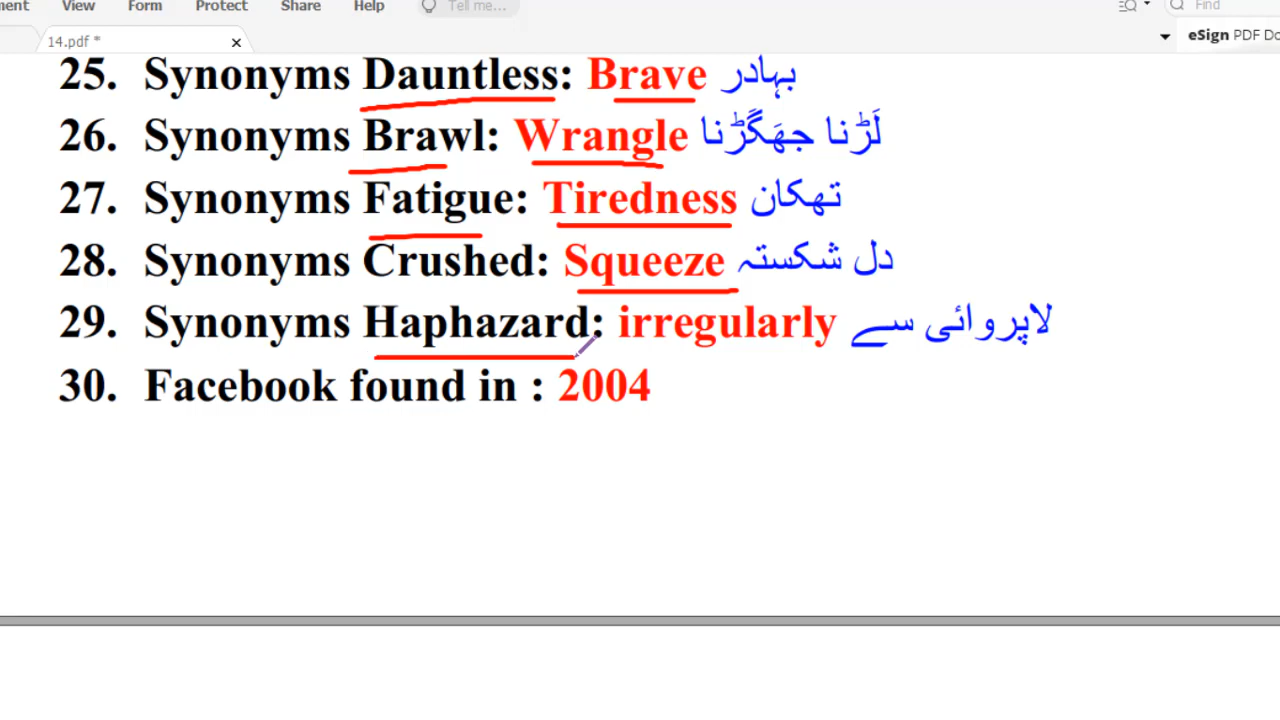 ment View Form Protect Share Help Tell me... Find
14.pdf * × eSign PDF Do
25. Synonyms Dauntless: Brave بہادر
26. Synonyms Brawl: Wrangle لَڑنا جھَگَڑنا
27. Synonyms Fatigue: Tiredness تھکان
28. Synonyms Crushed: Squeeze دل شکستہ
29. Synonyms Haphazard: irregularly لاپروائی سے
30. Facebook found in : 2004